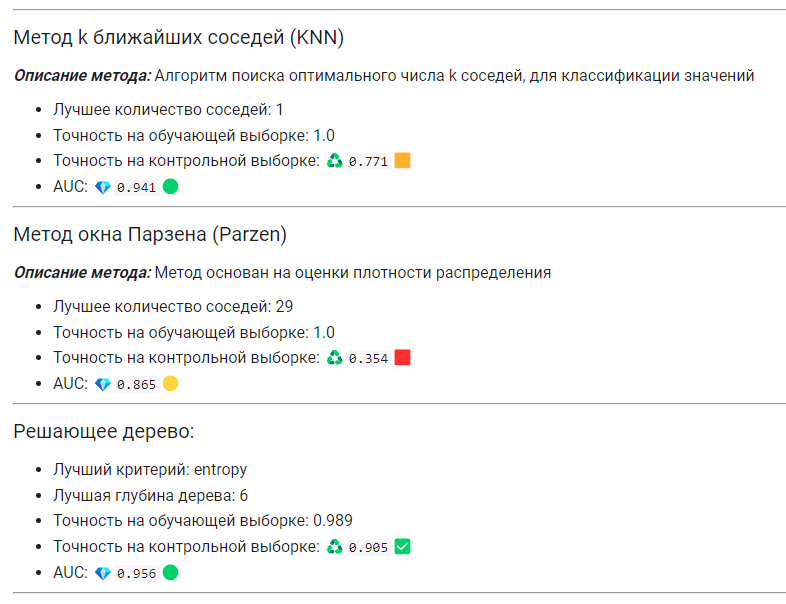 Метод k ближайших соседей (KNN)
Описание метода: Алгоритм поиска оптимального числа k соседей, для классификации значений
• Лучшее количество соседей: 1
• Точность на обучающей выборке: 1.0
• Точность на контрольной выборке: ♻️ 0.771 🟧
• AUC: 💎 0.941 🟢
Метод окна Парзена (Parzen)
Описание метода: Метод основан на оценки плотности распределения
• Лучшее количество соседей: 29
• Точность на обучающей выборке: 1.0
• Точность на контрольной выборке: ♻️ 0.354 🟥
• AUC: 💎 0.865 🟡
Решающее дерево:
• Лучший критерий: entropy
• Лучшая глубина дерева: 6
• Точность на обучающей выборке: 0.989
• Точность на контрольной выборке: ♻️ 0.905 ✅
• AUC: 💎 0.956 🟢